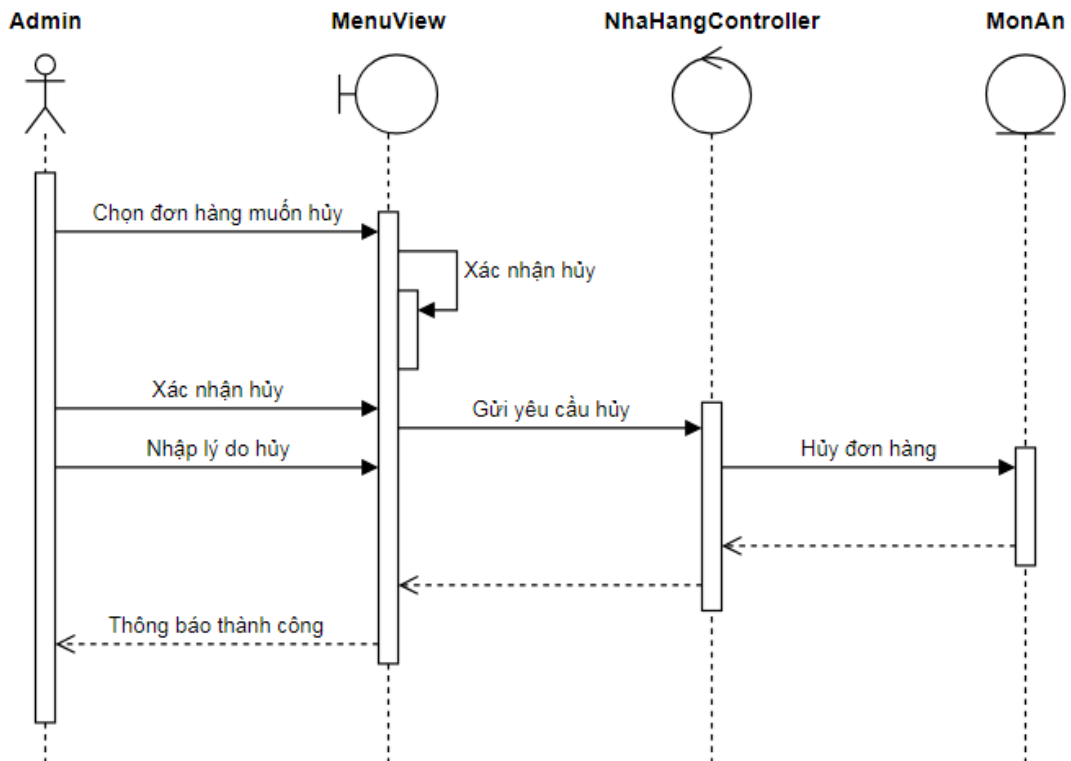 Admin
MenuView
NhaHangController
MonAn
Chọn đơn hàng muốn hủy
Xác nhận hủy
Xác nhận hủy
Gửi yêu cầu hủy
Nhập lý do hủy
Hủy đơn hàng
Thông báo thành công